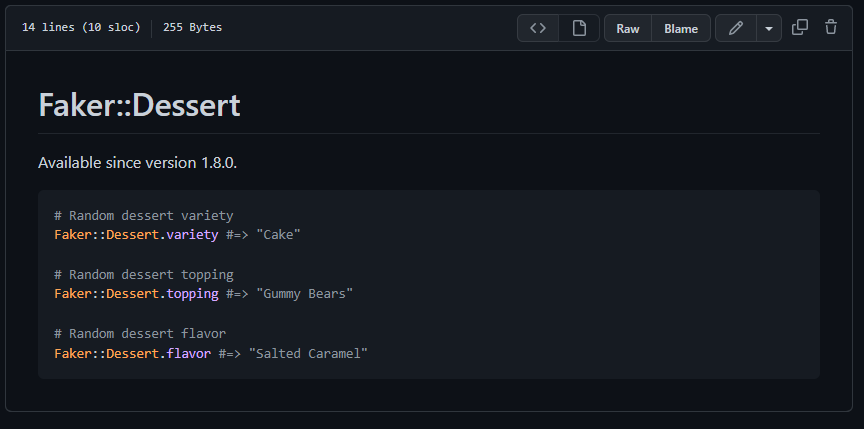 14 lines (10 sloc) 255 Bytes Raw Blame
Faker::Dessert
Available since version 1.8.0.
# Random dessert variety
Faker::Dessert.variety #=> "Cake"
# Random dessert topping
Faker::Dessert.topping #=> "Gummy Bears"
# Random dessert flavor
Faker::Dessert.flavor #=> "Salted Caramel"